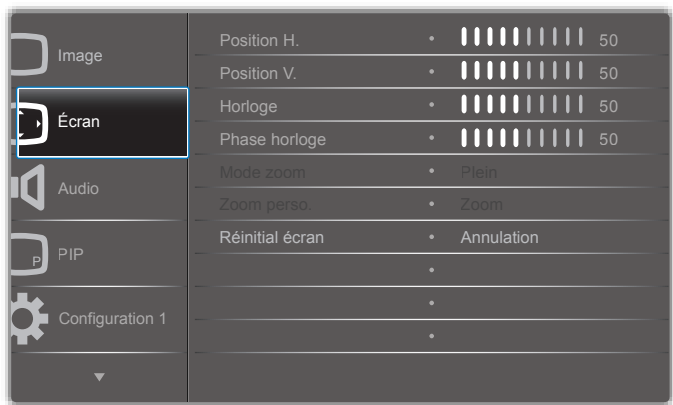 Image
Écran
Audio
P
PIP
Configuration 1
Position H. • 50
Position V. • 50
Horloge • 50
Phase horloge • 50
Mode zoom • Plein
Zoom perso. • Zoom
Réinitial écran • Annulation
•
•
•